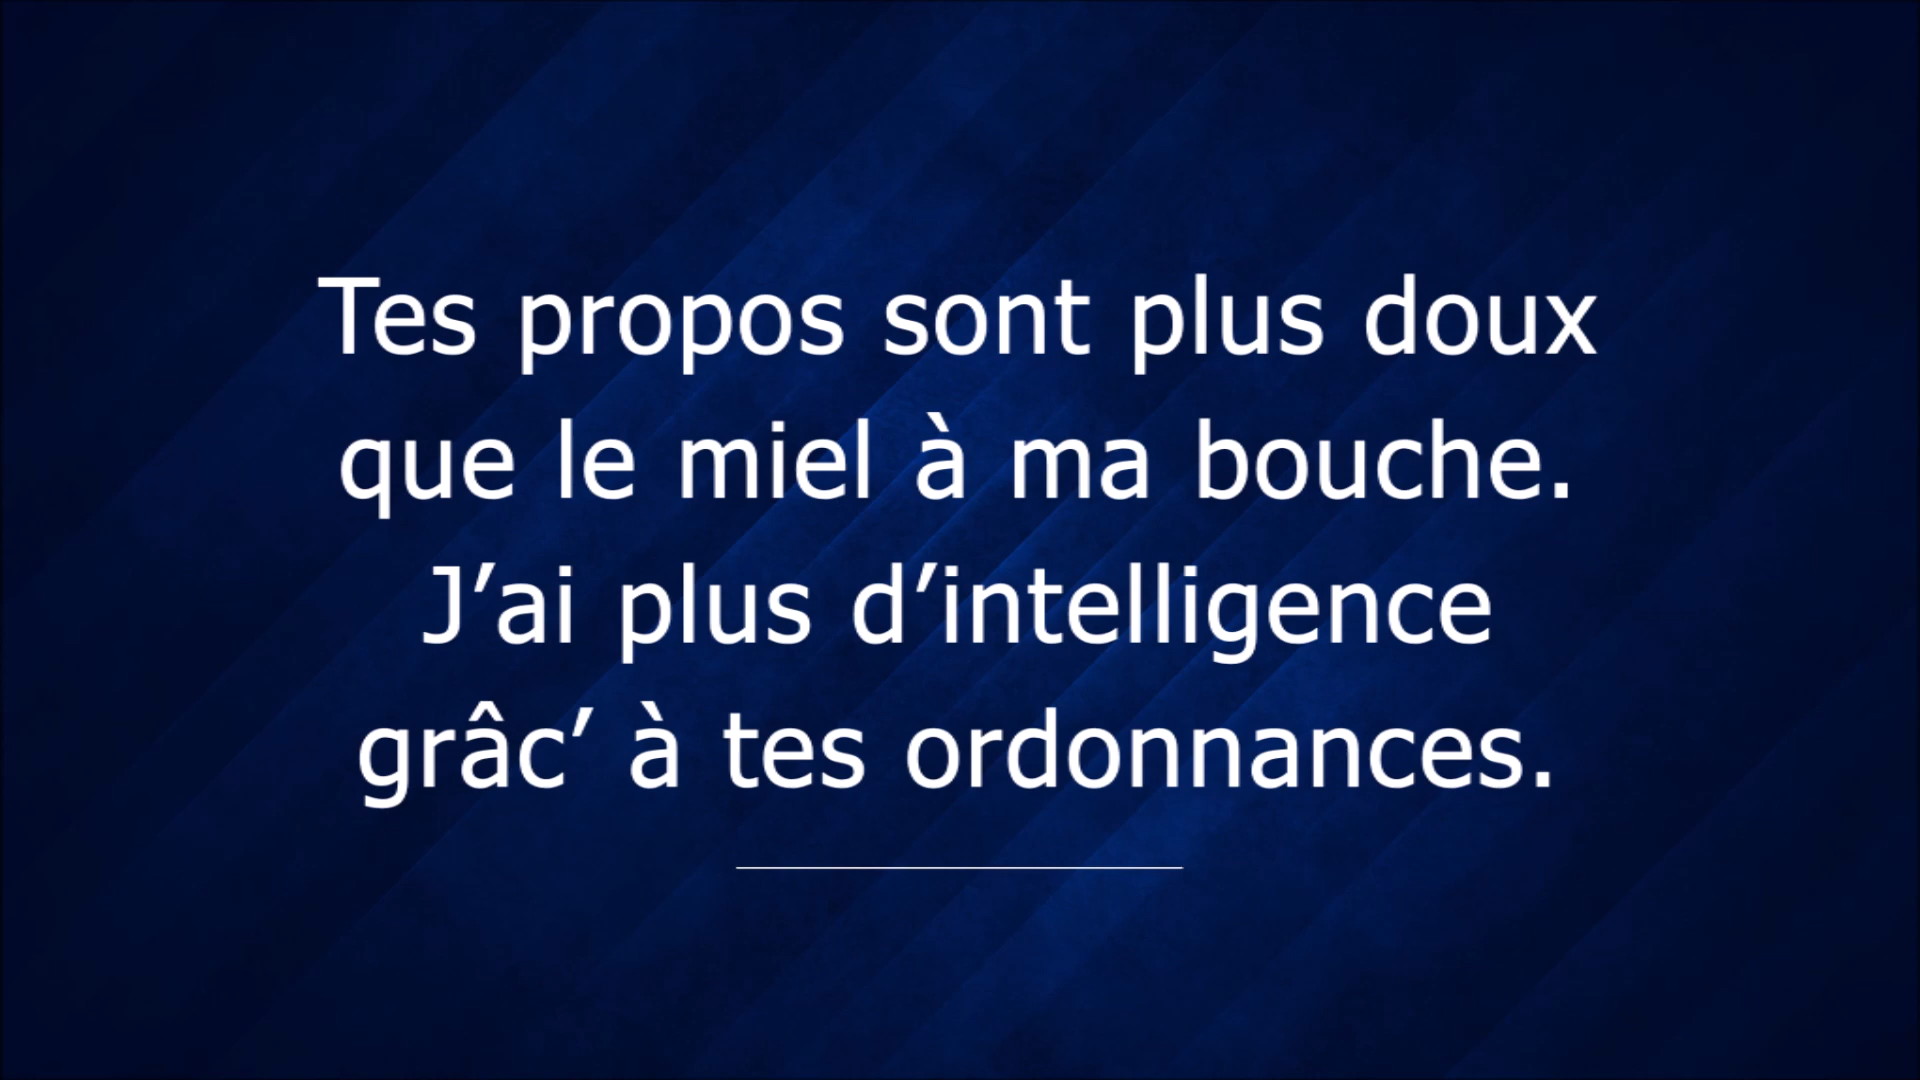 Tes propos sont plus doux
que le miel à ma bouche.
J’ai plus d’intelligence
grâc’ à tes ordonnances.